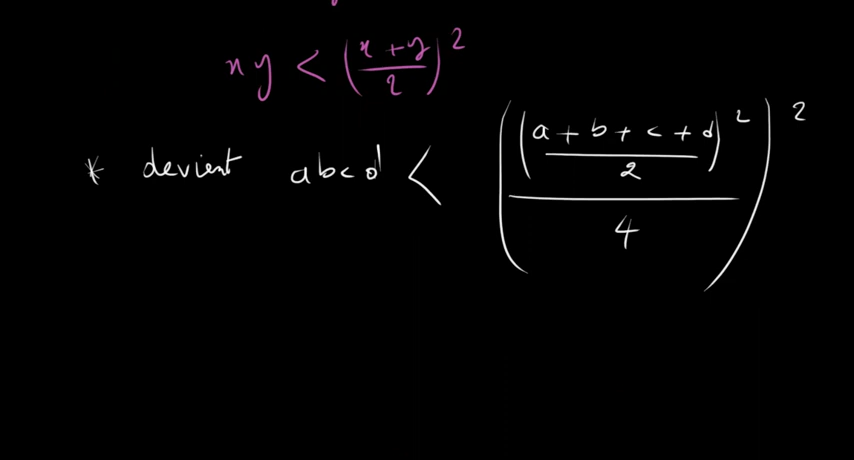 xy < ((x + y)/2)^2
* devient abcd < (((a + b + c + d)/2)^2/4)^2